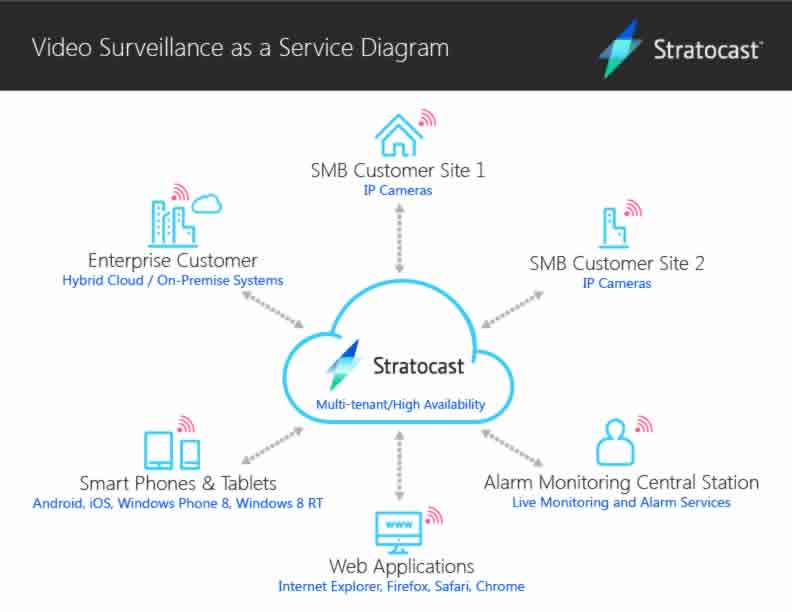 Video Surveillance as a Service Diagram
Stratocast™
SMB Customer Site 1
IP Cameras
Enterprise Customer
Hybrid Cloud / On-Premise Systems
SMB Customer Site 2
IP Cameras
Stratocast
Multi-tenant/High Availability
Smart Phones & Tablets
Android, iOS, Windows Phone 8, Windows 8 RT
Alarm Monitoring Central Station
Live Monitoring and Alarm Services
www
Web Applications
Internet Explorer, Firefox, Safari, Chrome